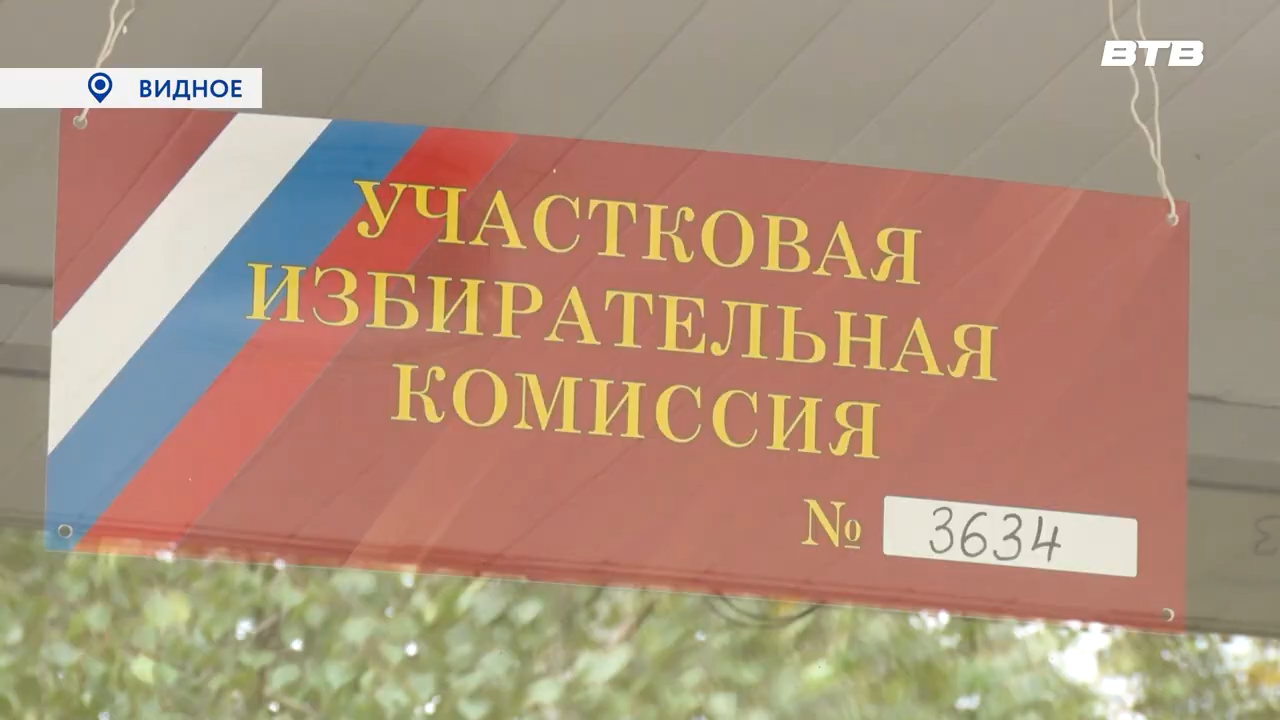 ВТВ
ВИДНОЕ
УЧАСТКОВАЯ
ИЗБИРАТЕЛЬНАЯ
КОМИССИЯ
№ 3634